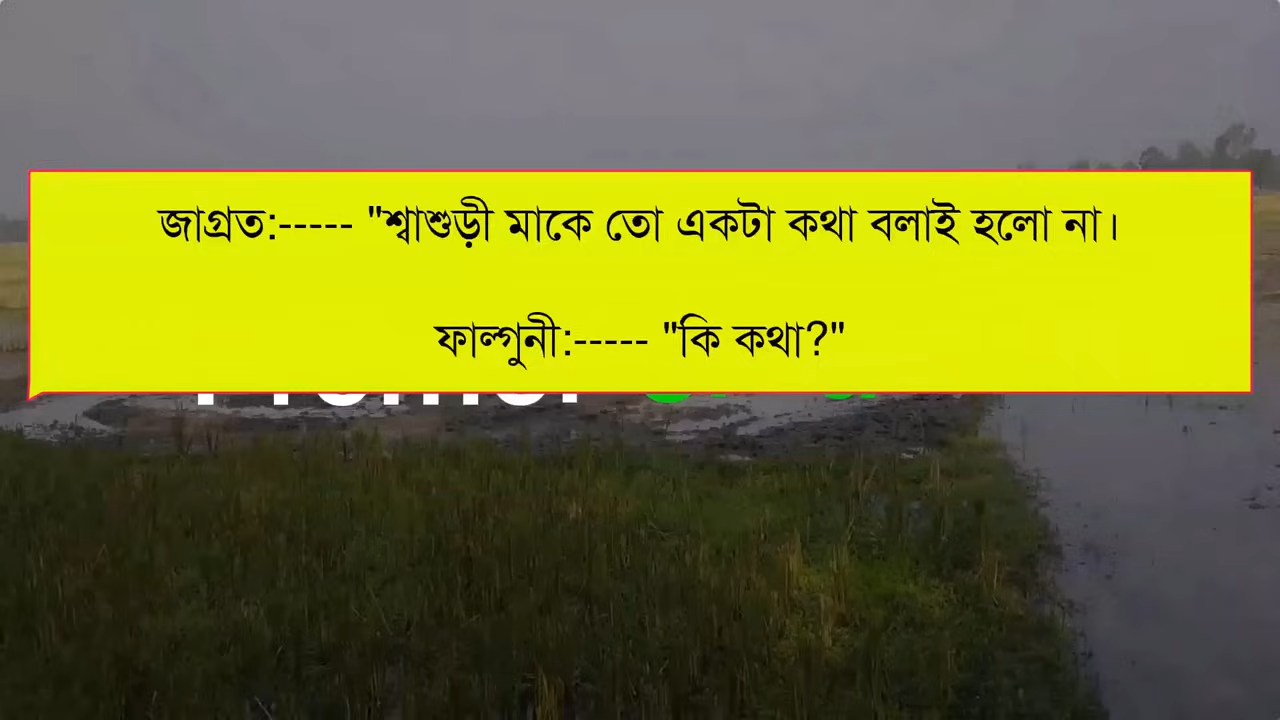 জাগ্রত:----- "শ্বাশুড়ী মাকে তো একটা কথা বলাই হলো না।
ফাল্গুনী:----- "কি কথা?"